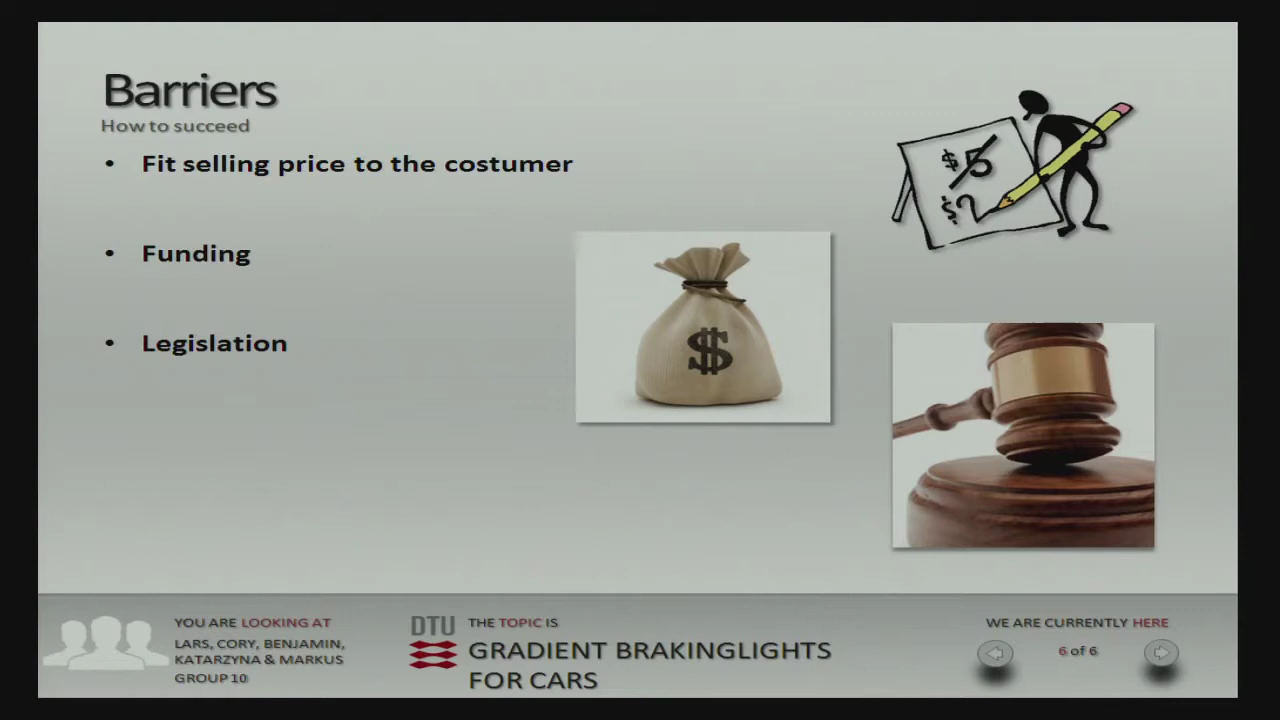 Barriers
How to succeed
• Fit selling price to the costumer
• Funding
• Legislation
$5
$2
$
YOU ARE LOOKING AT
LARS, CORY, BENJAMIN,
KATARZYNA & MARKUS
GROUP 10
DTU
THE TOPIC IS
GRADIENT BRAKINGLIGHTS
FOR CARS
WE ARE CURRENTLY HERE
6 of 6